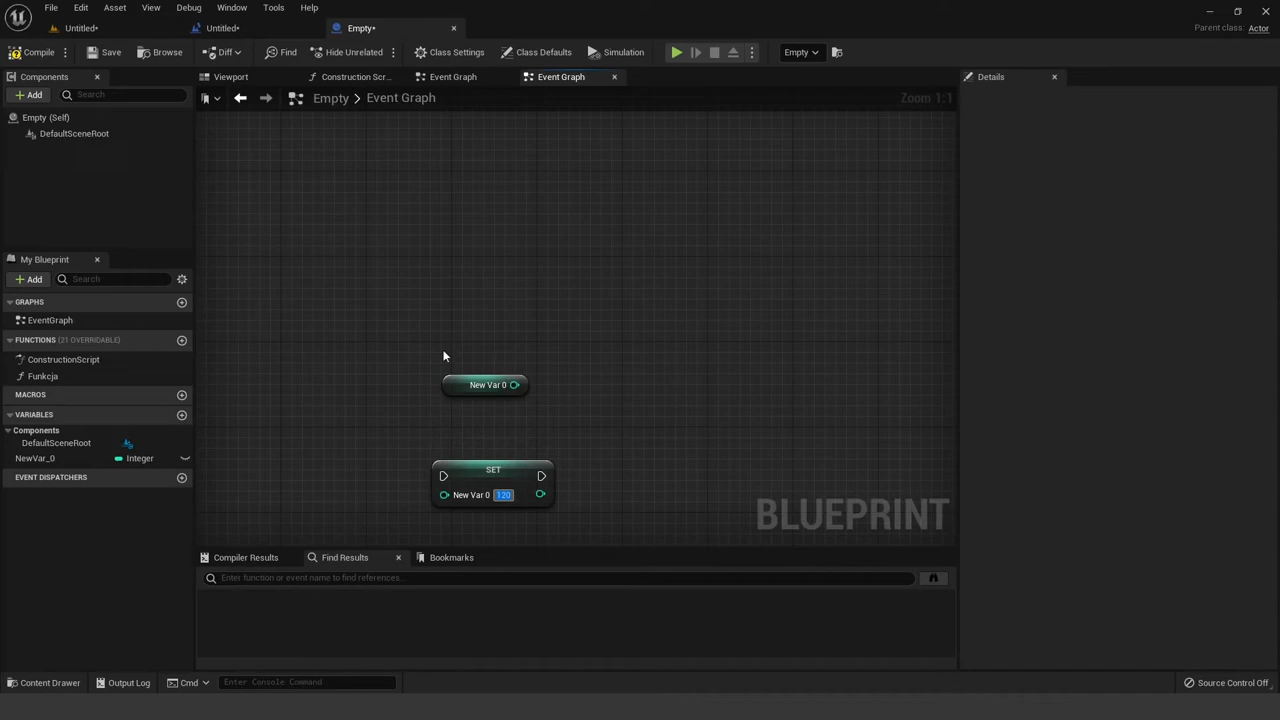 File Edit Asset View Debug Window Tools Help
Untitled* Untitled* Empty*
Parent class: Actor
Compile Save Browse Diff Find Hide Unrelated Class Settings Class Defaults Simulation Empty
Components
Viewport Construction Scr... Event Graph Event Graph
Details
Add Search
Empty > Event Graph
Zoom 1:1
Empty (Self)
DefaultSceneRoot
My Blueprint
Add Search
GRAPHS
EventGraph
FUNCTIONS (21 OVERRIDABLE)
ConstructionScript
Funkcja
MACROS
VARIABLES
Components
DefaultSceneRoot
NewVar_0 Integer
EVENT DISPATCHERS
New Var 0
SET
New Var 0 120
BLUEPRINT
Compiler Results Find Results Bookmarks
Enter function or event name to find references...
Content Drawer Output Log Cmd Enter Console Command
Source Control Off